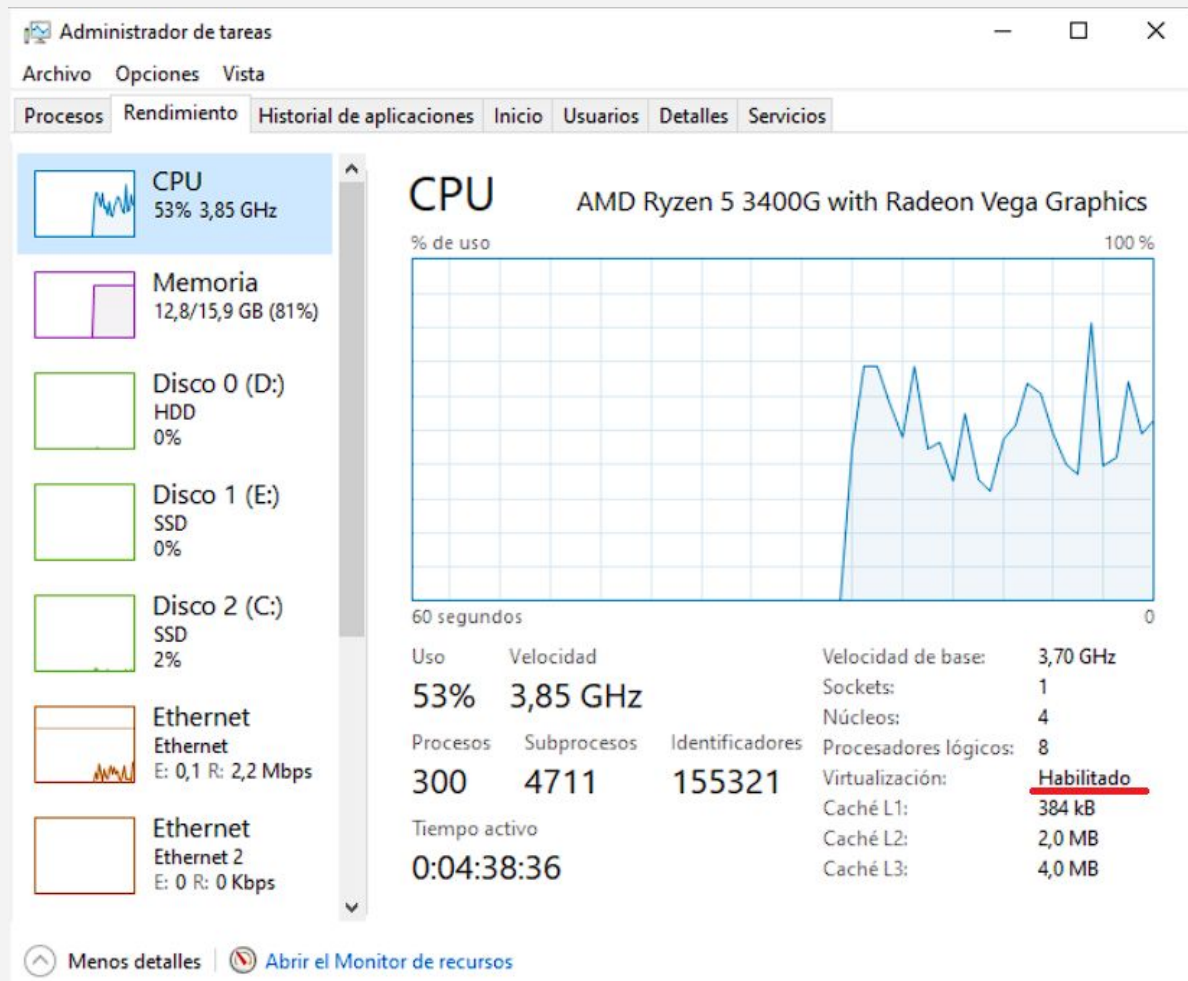 Administrador de tareas
Archivo Opciones Vista
Procesos Rendimiento Historial de aplicaciones Inicio Usuarios Detalles Servicios
CPU
53% 3,85 GHz
Memoria
12,8/15,9 GB (81%)
Disco 0 (D:)
HDD
0%
Disco 1 (E:)
SSD
0%
Disco 2 (C:)
SSD
2%
Ethernet
Ethernet
E: 0,1 R: 2,2 Mbps
Ethernet
Ethernet 2
E: 0 R: 0 Kbps
CPU AMD Ryzen 5 3400G with Radeon Vega Graphics
% de uso 100 %
60 segundos 0
Uso Velocidad
53% 3,85 GHz
Procesos Subprocesos Identificadores
300 4711 155321
Tiempo activo
0:04:38:36
Velocidad de base: 3,70 GHz
Sockets: 1
Núcleos: 4
Procesadores lógicos: 8
Virtualización: Habilitado
Caché L1: 384 kB
Caché L2: 2,0 MB
Caché L3: 4,0 MB
Menos detalles Abrir el Monitor de recursos